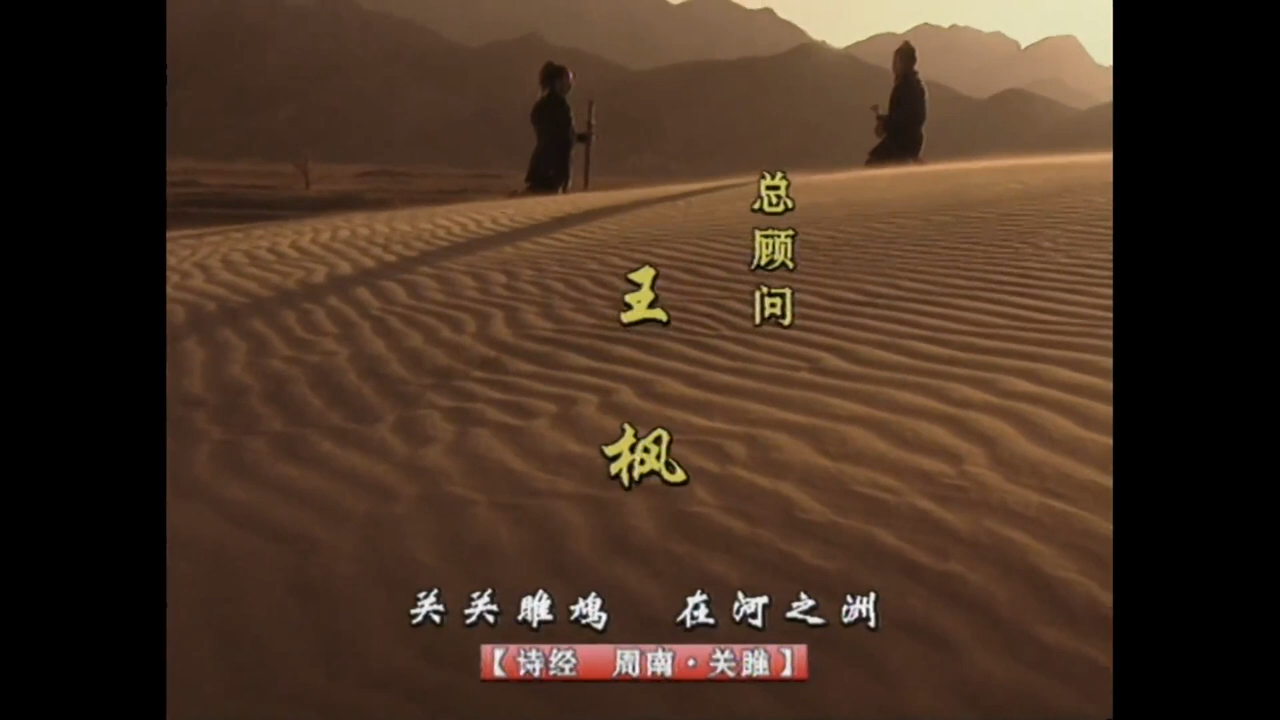 总顾问
王枫
关关雎鸠 在河之洲
【诗经 周南·关雎】